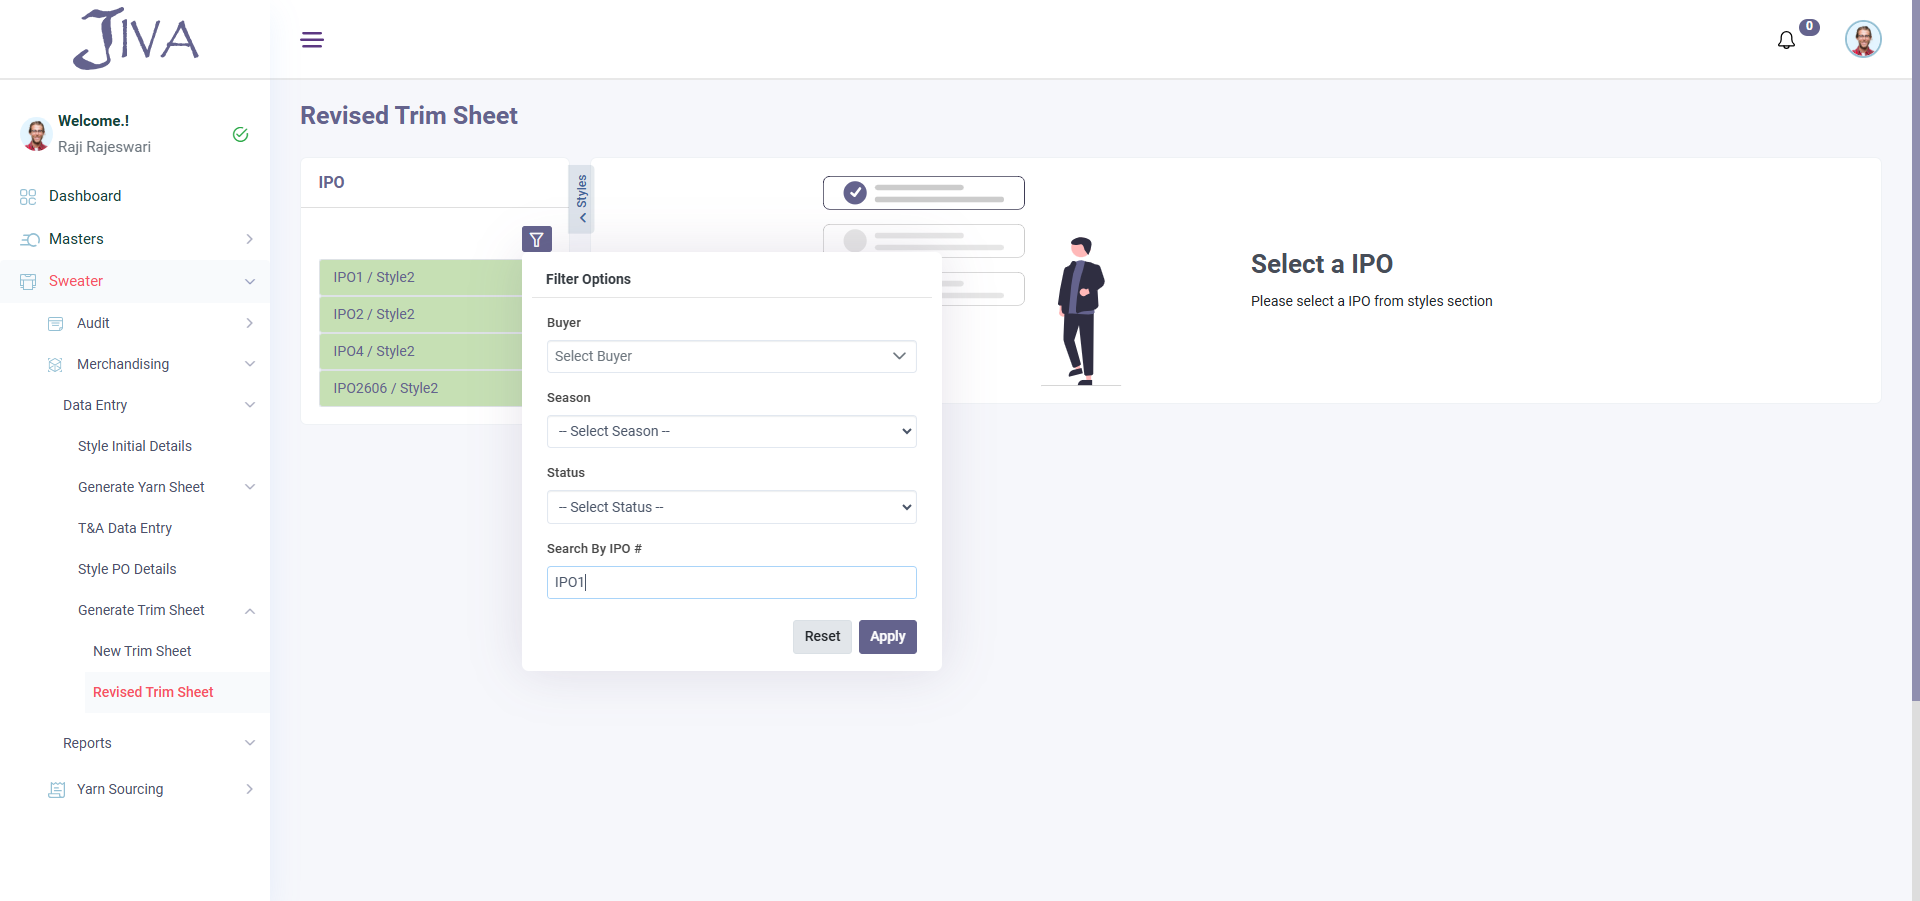 JIVA
0
Welcome.!
Raji Rajeswari
Dashboard
Masters
Sweater
Audit
Merchandising
Data Entry
Style Initial Details
Generate Yarn Sheet
T&A Data Entry
Style PO Details
Generate Trim Sheet
New Trim Sheet
Revised Trim Sheet
Reports
Yarn Sourcing
Revised Trim Sheet
IPO
Styles
IPO1 / Style2
IPO2 / Style2
IPO4 / Style2
IPO2606 / Style2
Filter Options
Buyer
Select Buyer
Season
-- Select Season --
Status
-- Select Status --
Search By IPO #
IPO1
Reset
Apply
Select a IPO
Please select a IPO from styles section